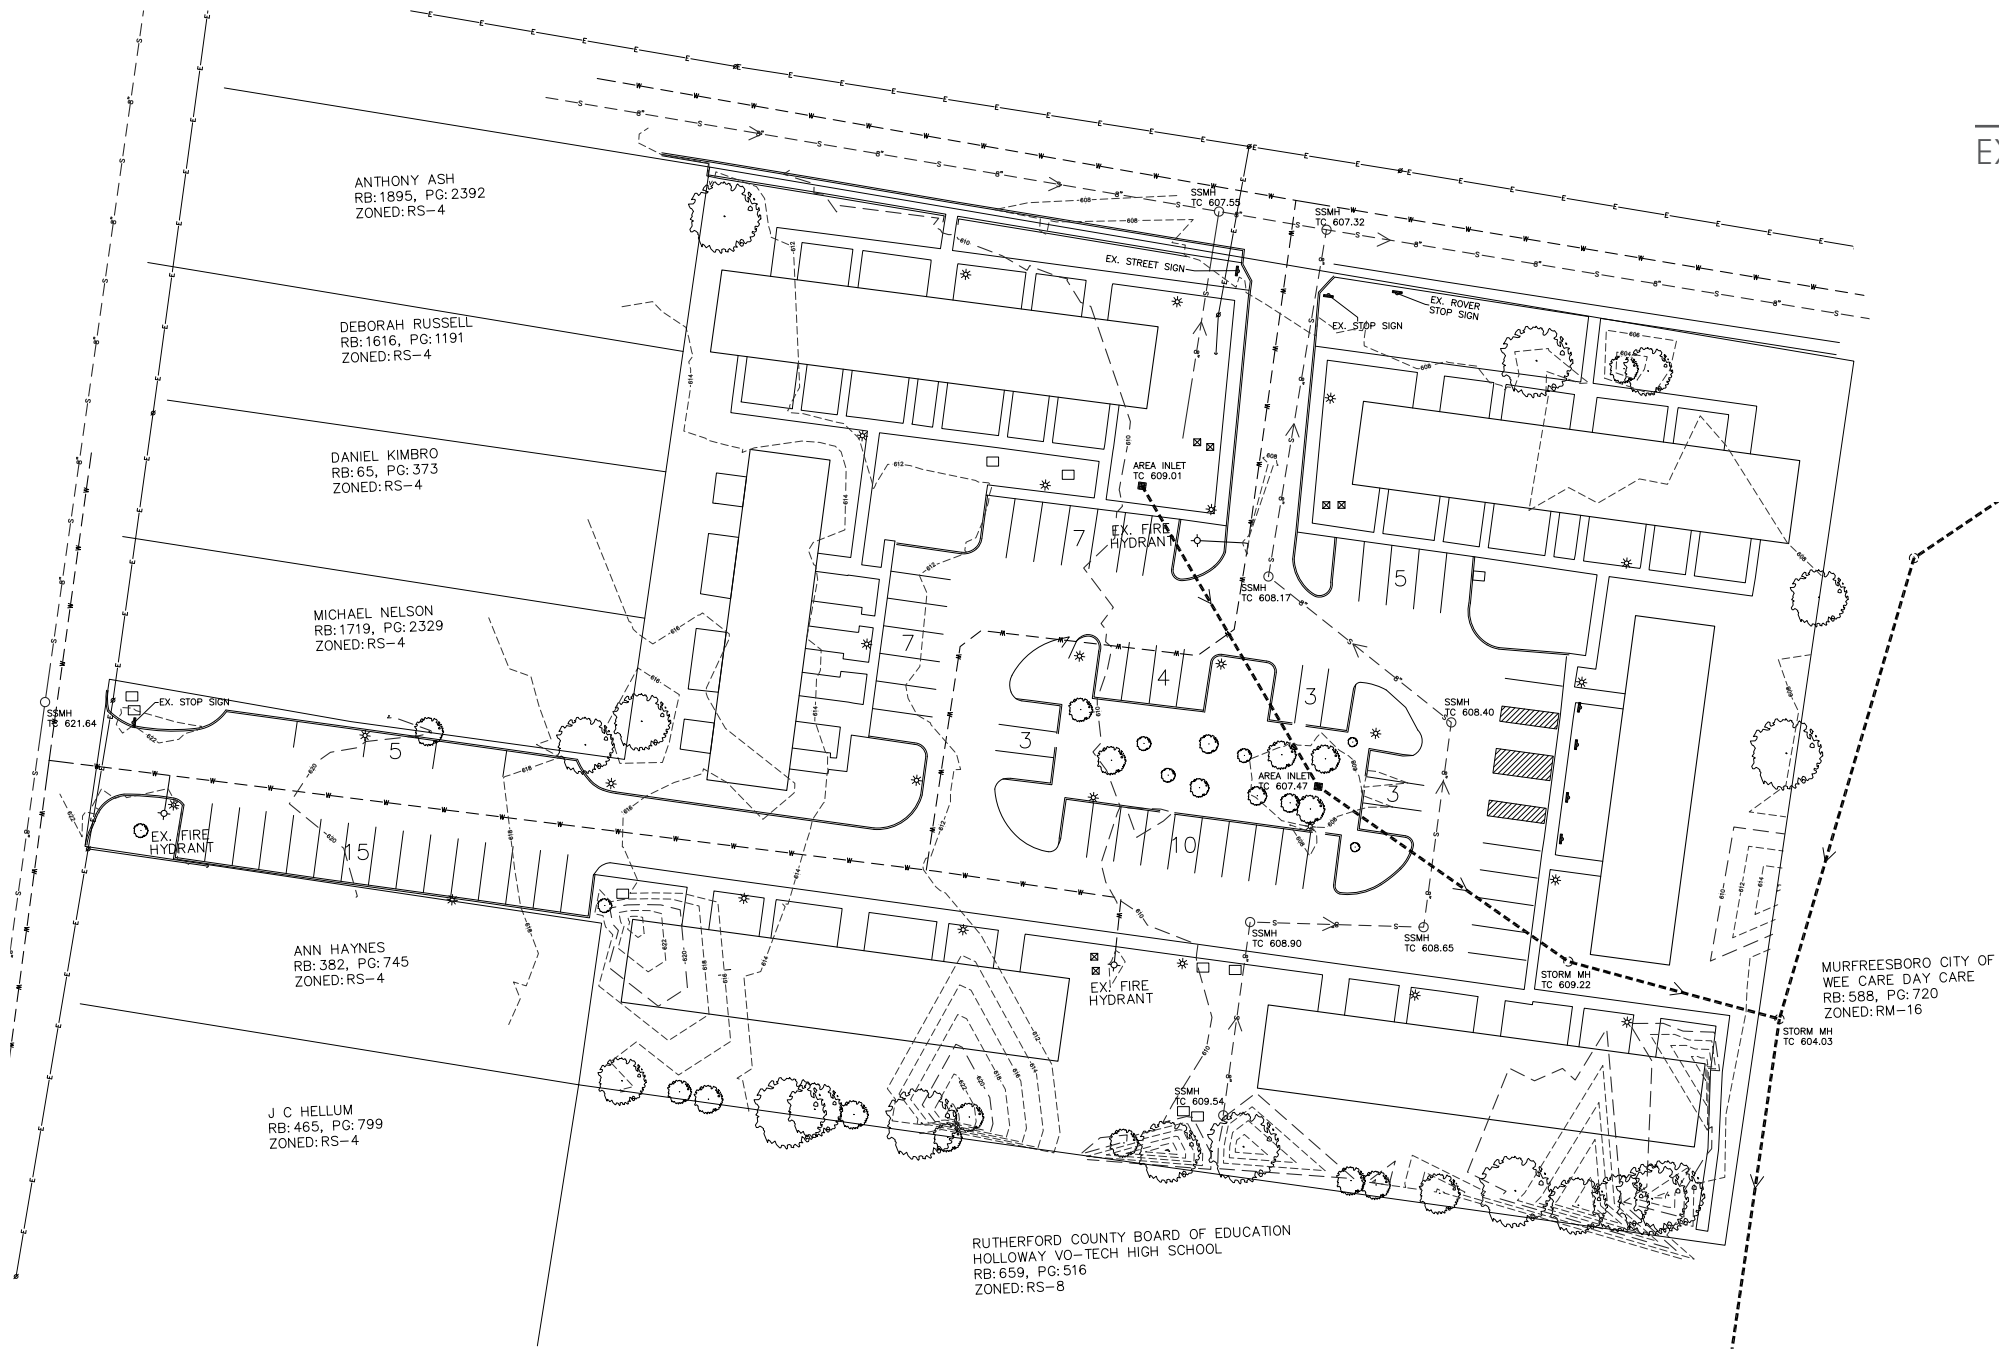 EX
ANTHONY ASH
RB: 1895, PG: 2392
ZONED: RS-4
SSMH
TC 607.55
SSMH
TC 607.32
EX. STREET SIGN
EX. ROVER
STOP SIGN
EX. STOP SIGN
DEBORAH RUSSELL
RB: 1616, PG: 1191
ZONED: RS-4
DANIEL KIMBRO
RB: 65, PG: 373
ZONED: RS-4
AREA INLET
TC 609.01
7
EX. FIRE
HYDRANT
5
SSMH
TC 608.17
MICHAEL NELSON
RB: 1719, PG: 2329
ZONED: RS-4
7
4
3
SSMH
TC 608.40
SSMH
TC 621.64
EX. STOP SIGN
5
3
AREA INLET
TC 607.47
3
EX. FIRE
HYDRANT
15
10
ANN HAYNES
RB: 382, PG: 745
ZONED: RS-4
SSMH
TC 608.90
SSMH
TC 608.65
STORM MH
TC 609.22
EX. FIRE
HYDRANT
MURFREESBORO CITY OF
WEE CARE DAY CARE
RB: 588, PG: 720
ZONED: RM-16
STORM MH
TC 604.03
SSMH
TC 609.54
J C HELLUM
RB: 465, PG: 799
ZONED: RS-4
RUTHERFORD COUNTY BOARD OF EDUCATION
HOLLOWAY VO-TECH HIGH SCHOOL
RB: 659, PG: 516
ZONED: RS-8